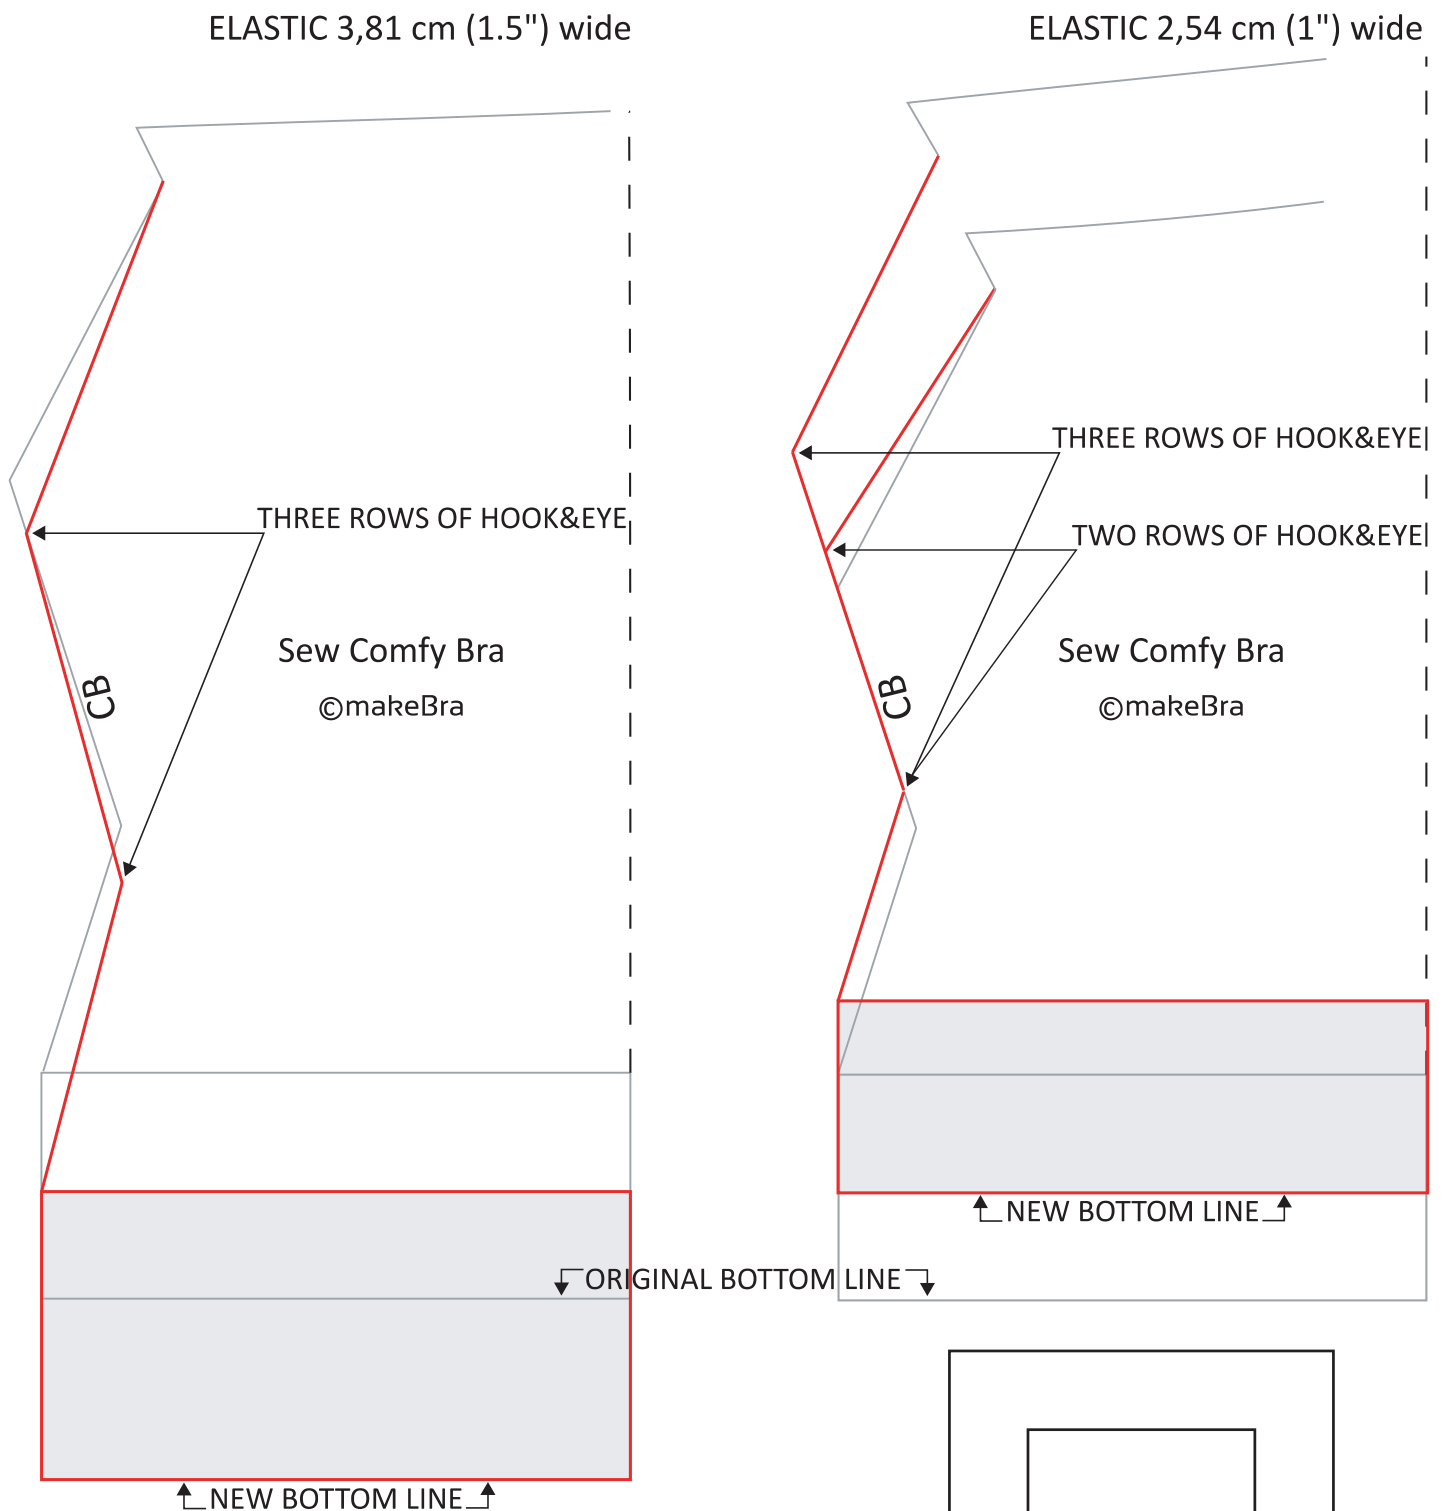 ELASTIC 3,81 cm (1.5") wide
ELASTIC 2,54 cm (1") wide
THREE ROWS OF HOOK&EYE
THREE ROWS OF HOOK&EYE
TWO ROWS OF HOOK&EYE
Sew Comfy Bra
©makeBra
CB
Sew Comfy Bra
©makeBra
CB
NEW BOTTOM LINE
ORIGINAL BOTTOM LINE
NEW BOTTOM LINE